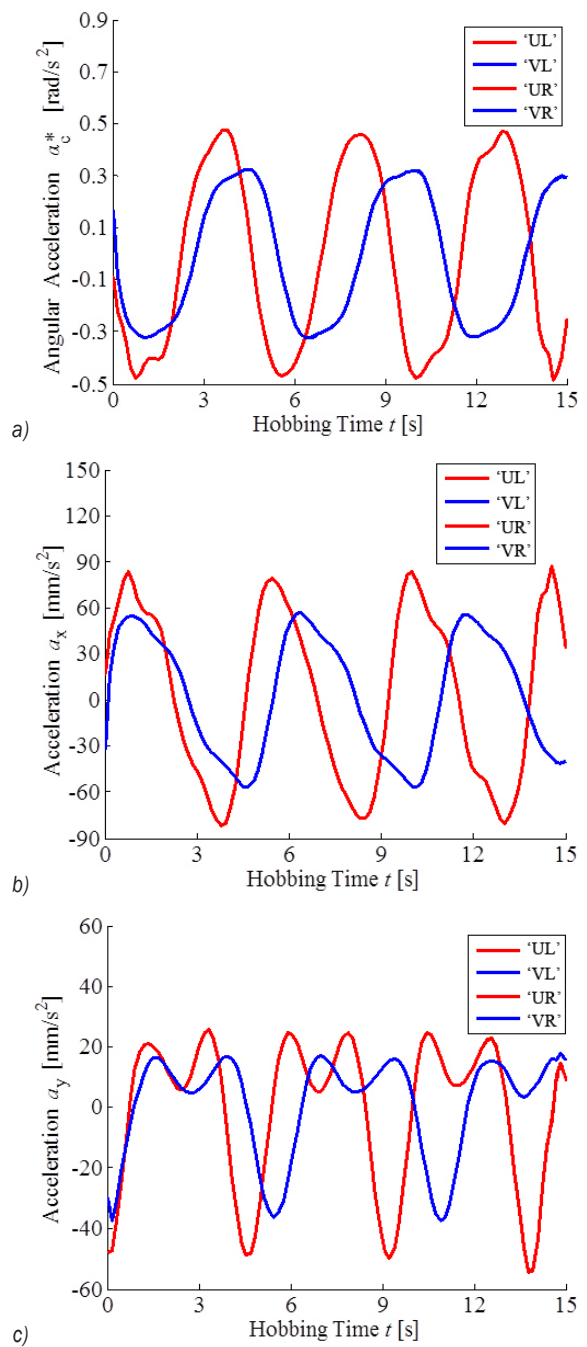 0.9
0.7
0.5
0.3
0.1
-0.1
-0.3
-0.5
Angular Acceleration a_c* [rad/s²]
'UL'
'VL'
'UR'
'VR'
0 3 6 9 12 15
Hobbing Time t [s]
a)
150
120
90
60
30
0
-30
-60
-90
Acceleration a_x [mm/s²]
'UL'
'VL'
'UR'
'VR'
0 3 6 9 12 15
Hobbing Time t [s]
b)
60
40
20
0
-20
-40
-60
Acceleration a_y [mm/s²]
'UL'
'VL'
'UR'
'VR'
0 3 6 9 12 15
Hobbing Time t [s]
c)